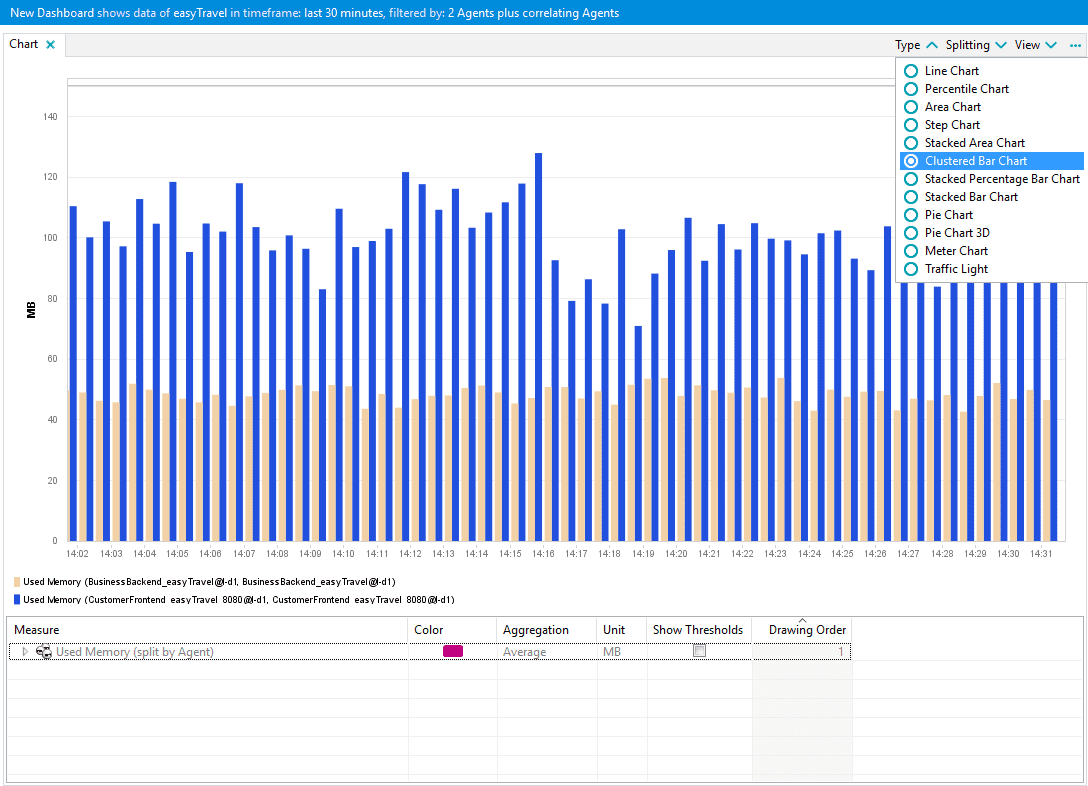 New Dashboard shows data of easyTravel in timeframe: last 30 minutes, filtered by: 2 Agents plus correlating Agents
Chart
Type Splitting View ...
Line Chart
Percentile Chart
Area Chart
Step Chart
Stacked Area Chart
Clustered Bar Chart
Stacked Percentage Bar Chart
Stacked Bar Chart
Pie Chart
Pie Chart 3D
Meter Chart
Traffic Light
MB
140
120
100
80
60
40
20
0
14:02 14:03 14:04 14:05 14:06 14:07 14:08 14:09 14:10 14:11 14:12 14:13 14:14 14:15 14:16 14:17 14:18 14:19 14:20 14:21 14:22 14:23 14:24 14:25 14:26 14:27 14:28 14:29 14:30 14:31
Used Memory (BusinessBackend_easyTravel@l-d1, BusinessBackend_easyTravel@l-d1)
Used Memory (CustomerFrontend easyTravel 8080@l-d1, CustomerFrontend easyTravel 8080@l-d1)
Measure Color Aggregation Unit Show Thresholds Drawing Order
Used Memory (split by Agent) Average MB 1